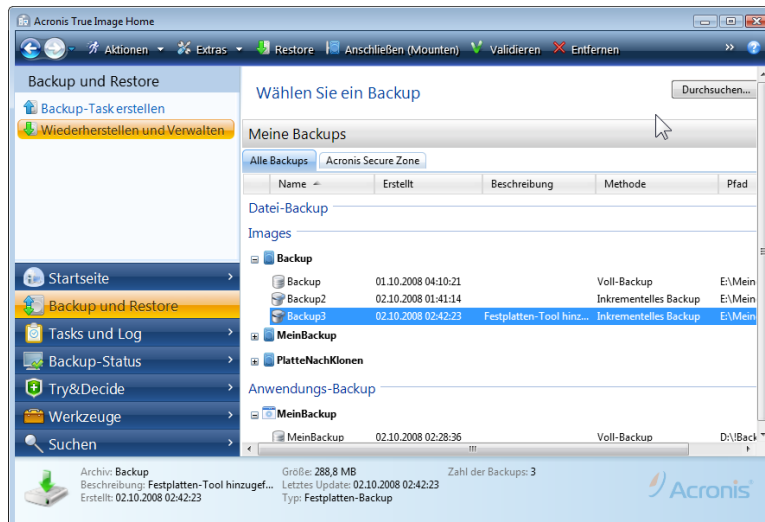 Acronis True Image Home
Aktionen Extras Restore Anschließen (Mounten) Validieren Entfernen »
Backup und Restore
Backup-Task erstellen
Wiederherstellen und Verwalten
Startseite
Backup und Restore
Tasks und Log
Backup-Status
Try&Decide
Werkzeuge
Suchen
Wählen Sie ein Backup
Durchsuchen...
Meine Backups
Alle Backups Acronis Secure Zone
Name Erstellt Beschreibung Methode Pfad
Datei-Backup
Images
Backup
Backup 01.10.2008 04:10:21 Voll-Backup E:\Mein
Backup2 02.10.2008 01:41:14 Inkrementelles Backup E:\Mein
Backup3 02.10.2008 02:42:23 Festplatten-Tool hinz... Inkrementelles Backup E:\Mein
MeinBackup
PlatteNachKlonen
Anwendungs-Backup
MeinBackup
MeinBackup 02.10.2008 02:28:36 Voll-Backup D:\!Back
Archiv: Backup Größe: 288,8 MB Zahl der Backups: 3
Beschreibung: Festplatten-Tool hinzugef... Letztes Update: 02.10.2008 02:42:23
Erstellt: 02.10.2008 02:42:23 Typ: Festplatten-Backup
Acronis